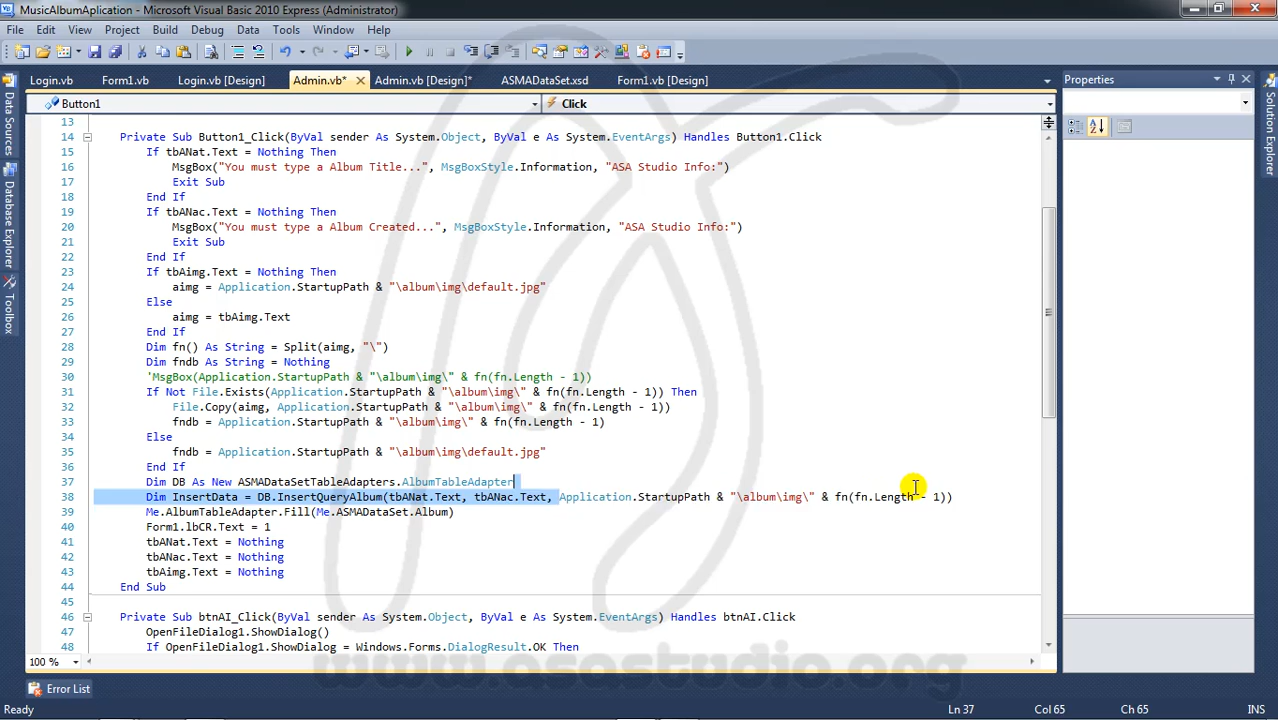 MusicAlbumAplication - Microsoft Visual Basic 2010 Express (Administrator)
File Edit View Project Build Debug Data Tools Window Help
Login.vb Form1.vb Login.vb [Design] Admin.vb* Admin.vb [Design]* ASMADataSet.xsd Form1.vb [Design] Properties
Button1 Click
13
14 Private Sub Button1_Click(ByVal sender As System.Object, ByVal e As System.EventArgs) Handles Button1.Click
15 If tbANat.Text = Nothing Then
16 MsgBox("You must type a Album Title...", MsgBoxStyle.Information, "ASA Studio Info:")
17 Exit Sub
18 End If
19 If tbANac.Text = Nothing Then
20 MsgBox("You must type a Album Created...", MsgBoxStyle.Information, "ASA Studio Info:")
21 Exit Sub
22 End If
23 If tbAimg.Text = Nothing Then
24 aimg = Application.StartupPath & "\album\img\default.jpg"
25 Else
26 aimg = tbAimg.Text
27 End If
28 Dim fn() As String = Split(aimg, "\")
29 Dim fndb As String = Nothing
30 'MsgBox(Application.StartupPath & "\album\img\" & fn(fn.Length - 1))
31 If Not File.Exists(Application.StartupPath & "\album\img\" & fn(fn.Length - 1)) Then
32 File.Copy(aimg, Application.StartupPath & "\album\img\" & fn(fn.Length - 1))
33 fndb = Application.StartupPath & "\album\img\" & fn(fn.Length - 1)
34 Else
35 fndb = Application.StartupPath & "\album\img\default.jpg"
36 End If
37 Dim DB As New ASMADataSetTableAdapters.AlbumTableAdapter
38 Dim InsertData = DB.InsertQueryAlbum(tbANat.Text, tbANac.Text, Application.StartupPath & "\album\img\" & fn(fn.Length - 1))
39 Me.AlbumTableAdapter.Fill(Me.ASMADataSet.Album)
40 Form1.lbCR.Text = 1
41 tbANat.Text = Nothing
42 tbANac.Text = Nothing
43 tbAimg.Text = Nothing
44 End Sub
45
46 Private Sub btnAI_Click(ByVal sender As System.Object, ByVal e As System.EventArgs) Handles btnAI.Click
47 OpenFileDialog1.ShowDialog()
48 If OpenFileDialog1.ShowDialog = Windows.Forms.DialogResult.OK Then
100 %
www.asastudio.org
Error List
Ln 37 Col 65 Ch 65 INS
Data Sources
Database Explorer
Toolbox
Solution Explorer